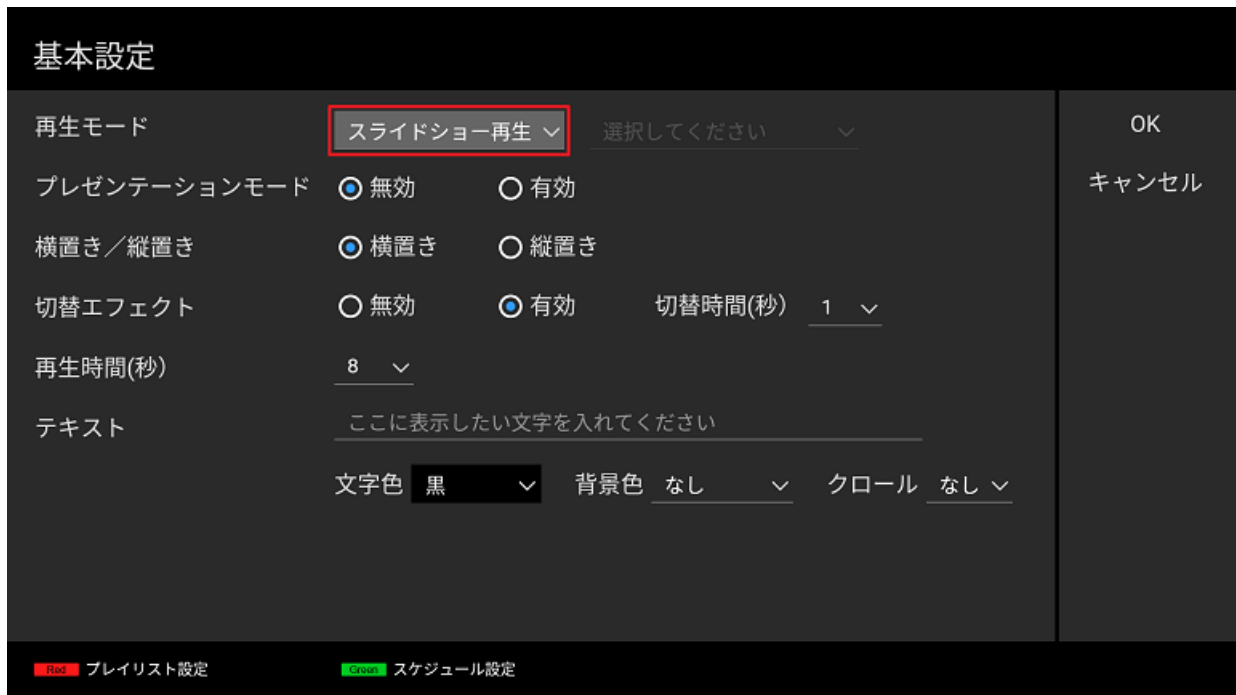 基本設定
再生モード スライドショー再生 選択してください OK
プレゼンテーションモード 無効 有効 キャンセル
横置き／縦置き 横置き 縦置き
切替エフェクト 無効 有効 切替時間(秒) 1
再生時間(秒) 8
テキスト ここに表示したい文字を入れてください
文字色 黒 背景色 なし クロール なし
Red プレイリスト設定 Green スケジュール設定